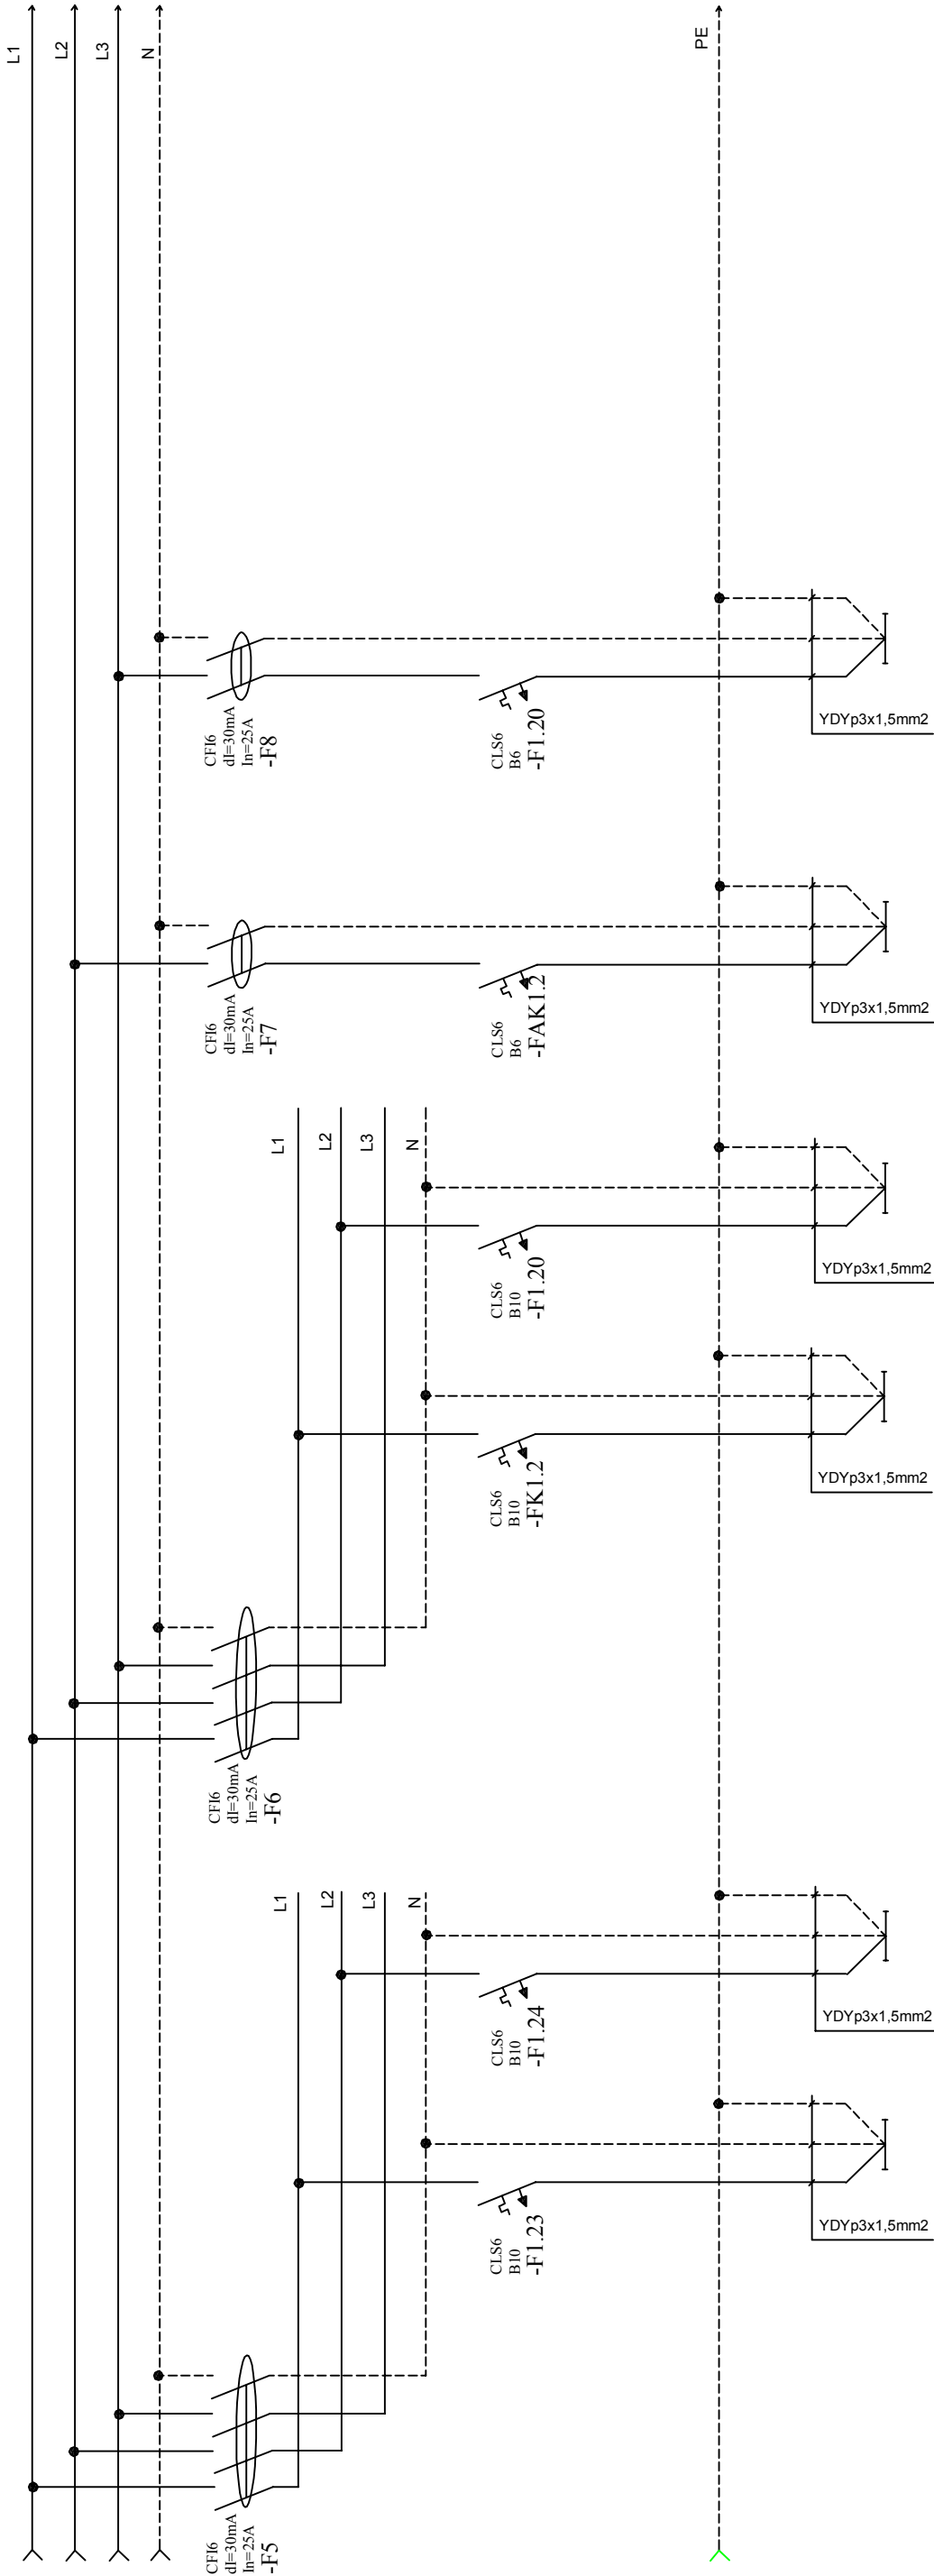 L1
L2
L3
N
PE
CFI6
dI=30mA
In=25A
-F8
CLS6
B6
-F1.20
YDYp3x1,5mm2
CFI6
dI=30mA
In=25A
-F7
CLS6
B6
-FAK1.2
YDYp3x1,5mm2
L1
L2
L3
N
CLS6
B10
-F1.20
YDYp3x1,5mm2
CLS6
B10
-FK1.2
YDYp3x1,5mm2
CFI6
dI=30mA
In=25A
-F6
L1
L2
L3
N
CLS6
B10
-F1.24
YDYp3x1,5mm2
CLS6
B10
-F1.23
YDYp3x1,5mm2
CFI6
dI=30mA
In=25A
-F5